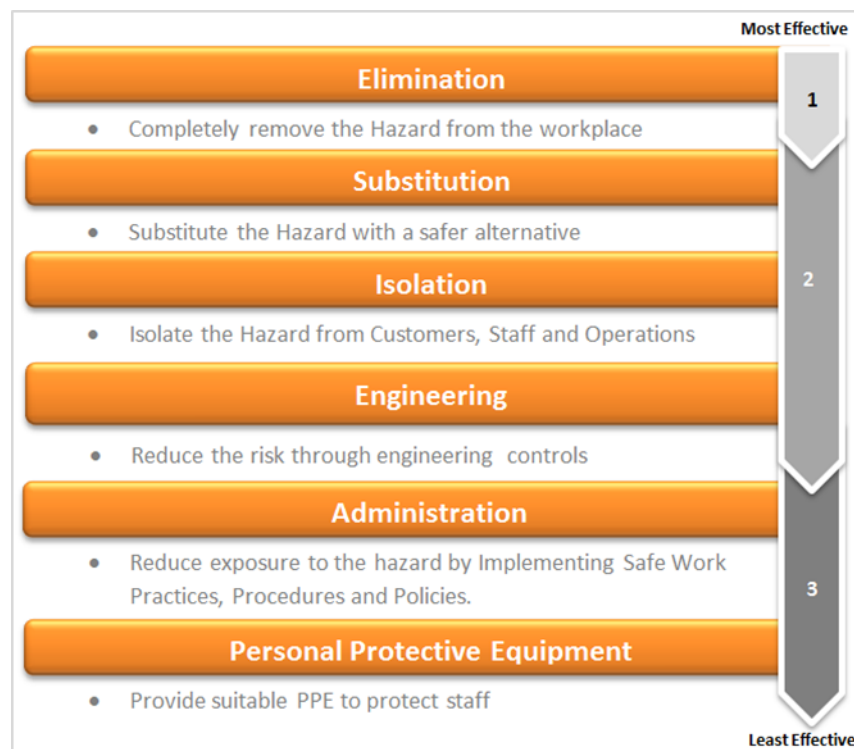 Most Effective
Elimination
1
• Completely remove the Hazard from the workplace
Substitution
• Substitute the Hazard with a safer alternative
Isolation
2
• Isolate the Hazard from Customers, Staff and Operations
Engineering
• Reduce the risk through engineering controls
Administration
• Reduce exposure to the hazard by Implementing Safe Work
Practices, Procedures and Policies.
3
Personal Protective Equipment
• Provide suitable PPE to protect staff
Least Effective